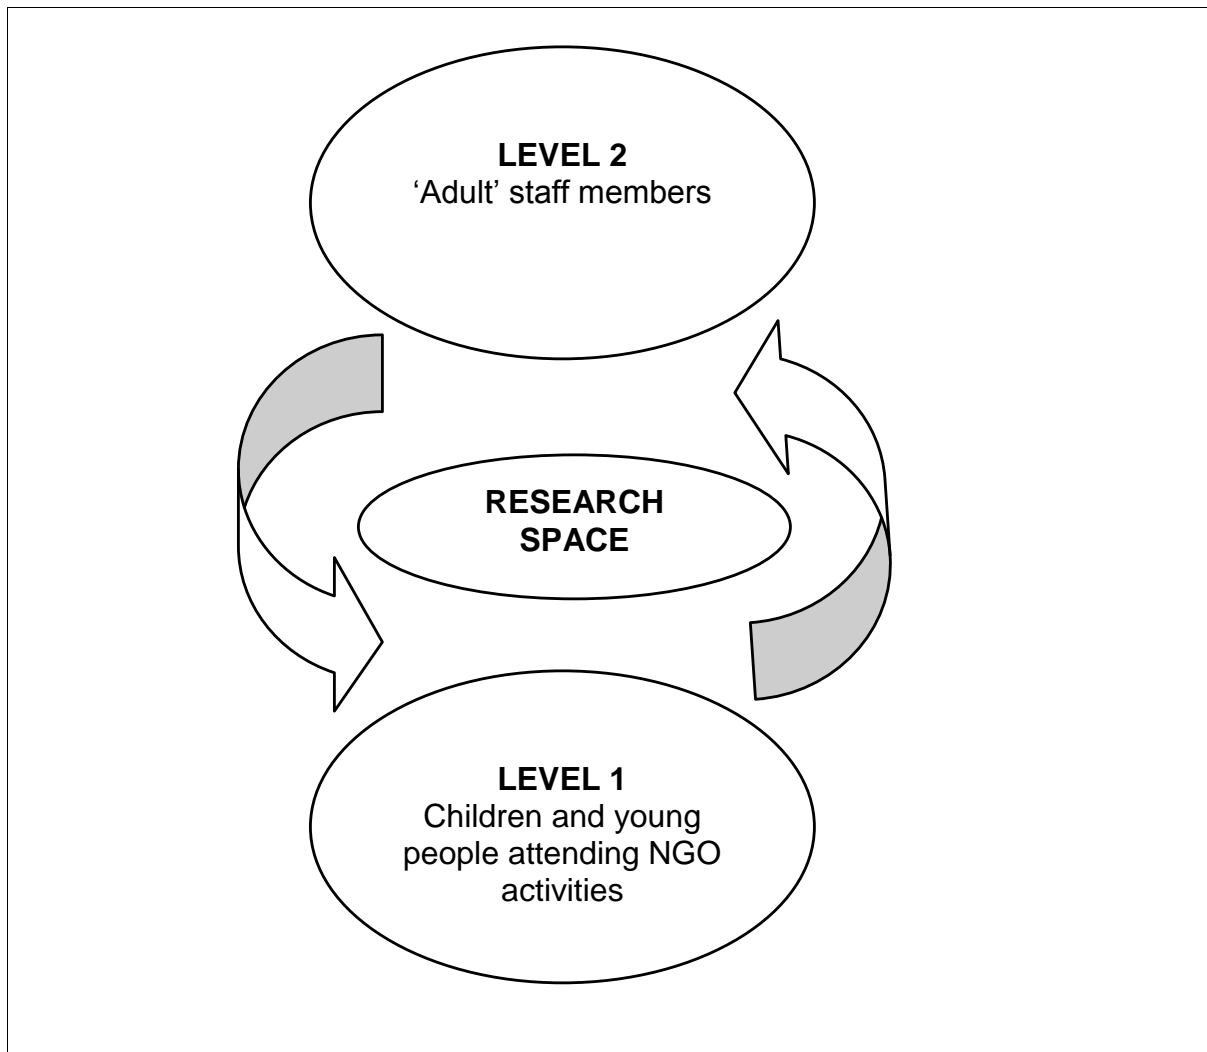 LEVEL 2
‘Adult’ staff members
RESEARCH
SPACE
LEVEL 1
Children and young
people attending NGO
activities